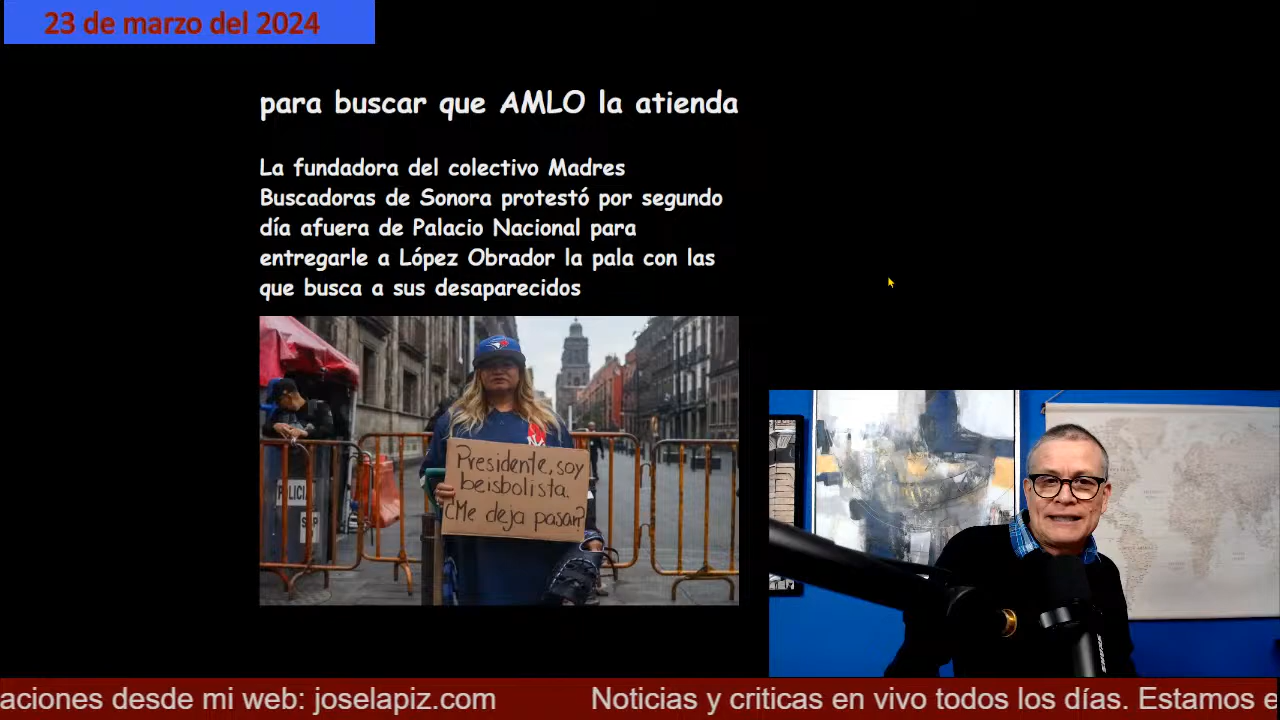 23 de marzo del 2024
para buscar que AMLO la atienda
La fundadora del colectivo Madres
Buscadoras de Sonora protestó por segundo
día afuera de Palacio Nacional para
entregarle a López Obrador la pala con las
que busca a sus desaparecidos
Presidente, soy
beisbolista.
¿Me deja pasar?
POLICIA
aciones desde mi web: joselapiz.com Noticias y criticas en vivo todos los días. Estamos e